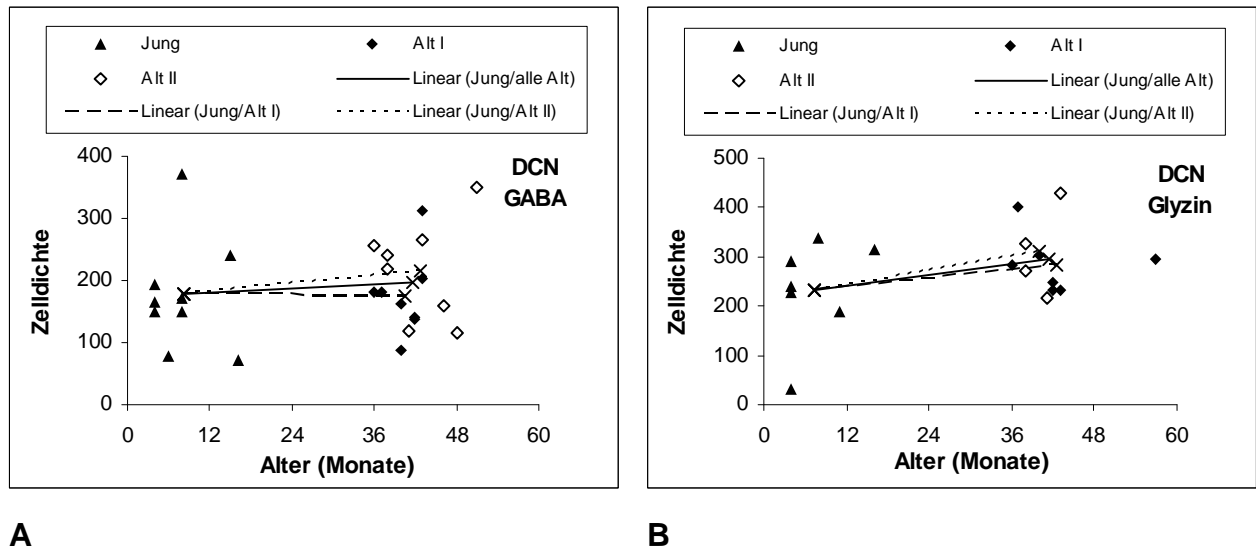 Jung
Alt I
Alt II
Linear (Jung/alle Alt)
Linear (Jung/Alt I)
Linear (Jung/Alt II)
DCN
GABA
Zelldichte
400
300
200
100
0
0 12 24 36 48 60
Alter (Monate)
A
Jung
Alt I
Alt II
Linear (Jung/alle Alt)
Linear (Jung/Alt I)
Linear (Jung/Alt II)
DCN
Glyzin
Zelldichte
500
400
300
200
100
0
0 12 24 36 48 60
Alter (Monate)
B